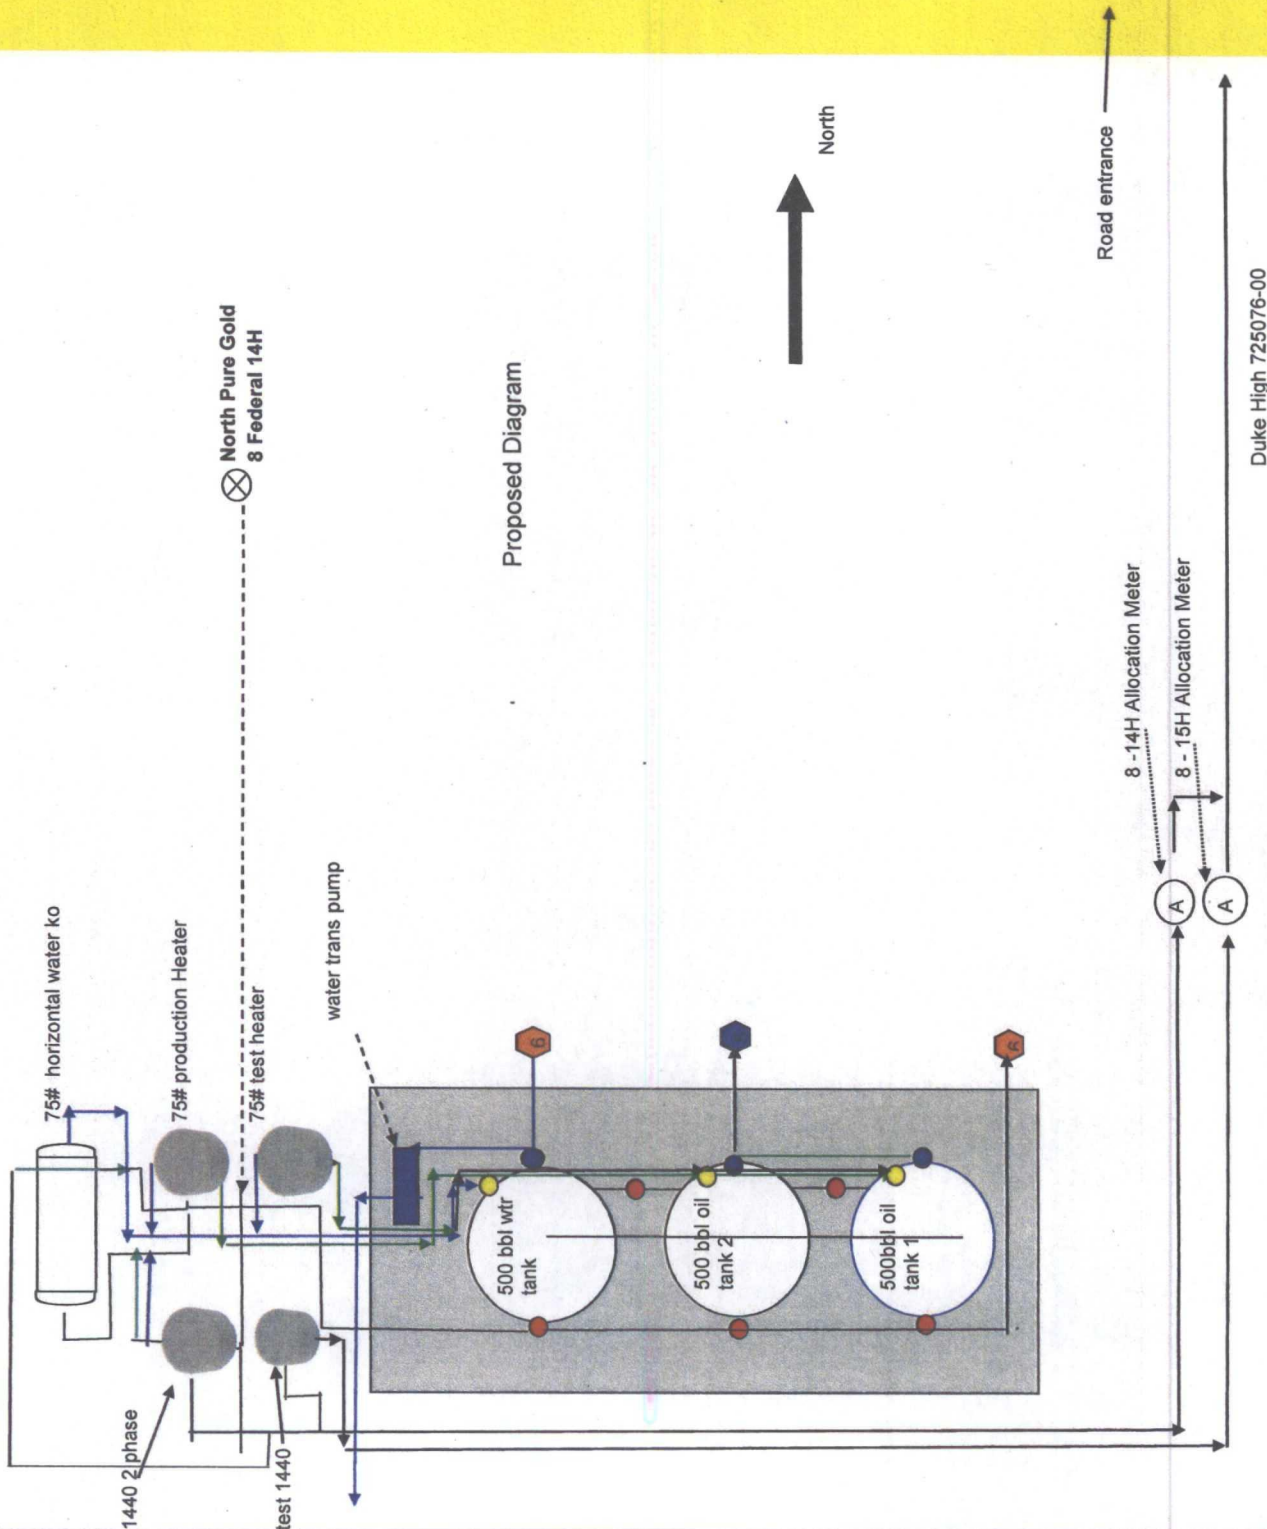 75# horizontal water ko
75# production Heater
75# test heater
North Pure Gold
8 Federal 14H
water trans pump
1440 2 phase
test 1440
Proposed Diagram
North
500 bbl wtr
tank
500 bbl oil
tank 2
500bbl oil
tank 1
6
6
Road entrance
8 -14H Allocation Meter
8 - 15H Allocation Meter
A
A
Duke High 725076-00